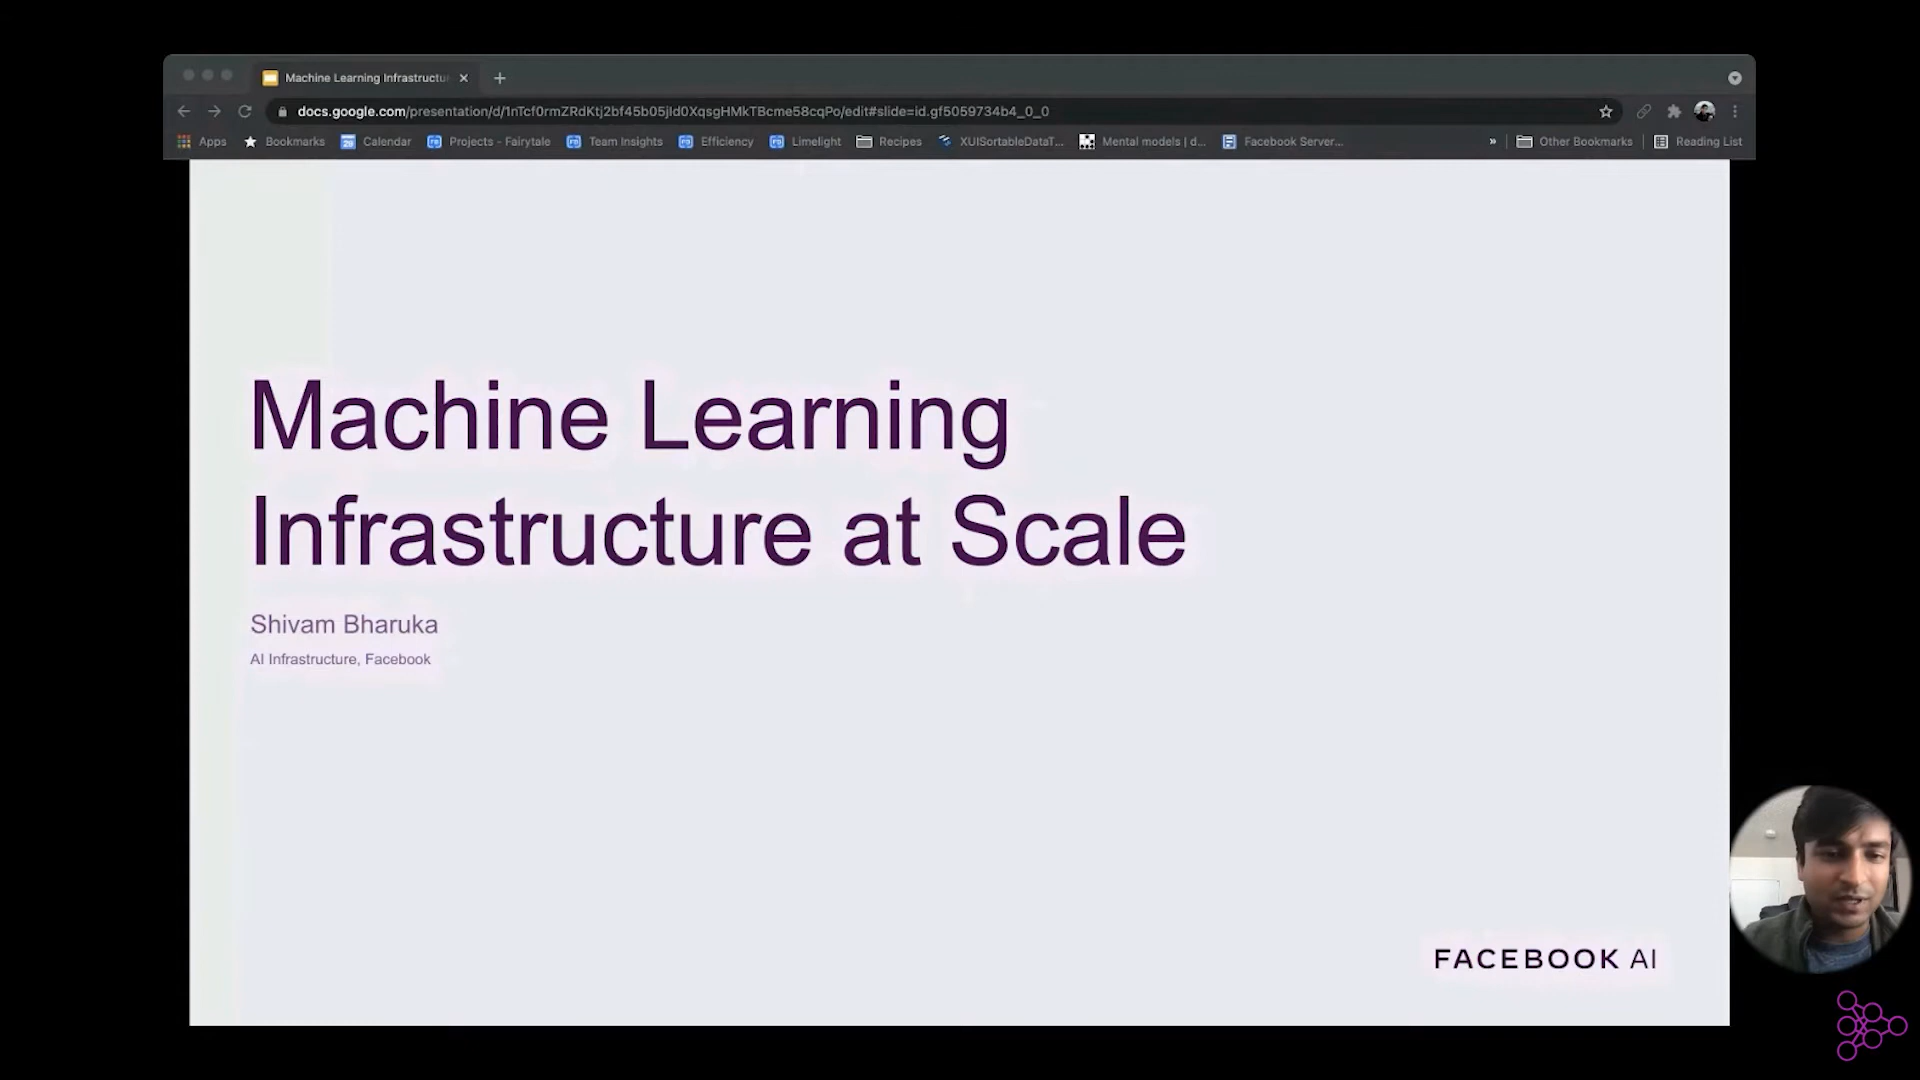 Machine Learning Infrastructu
docs.google.com/presentation/d/1nTcf0rmZRdKtj2bf45b05jId0XqsgHMkTBcme58cqPo/edit#slide=id.gf5059734b4_0_0
Apps Bookmarks Calendar Projects - Fairytale Team Insights Efficiency Limelight Recipes XUISortableDataT... Mental models | d... Facebook Server... » Other Bookmarks Reading List
Machine Learning
Infrastructure at Scale
Shivam Bharuka
AI Infrastructure, Facebook
FACEBOOK AI